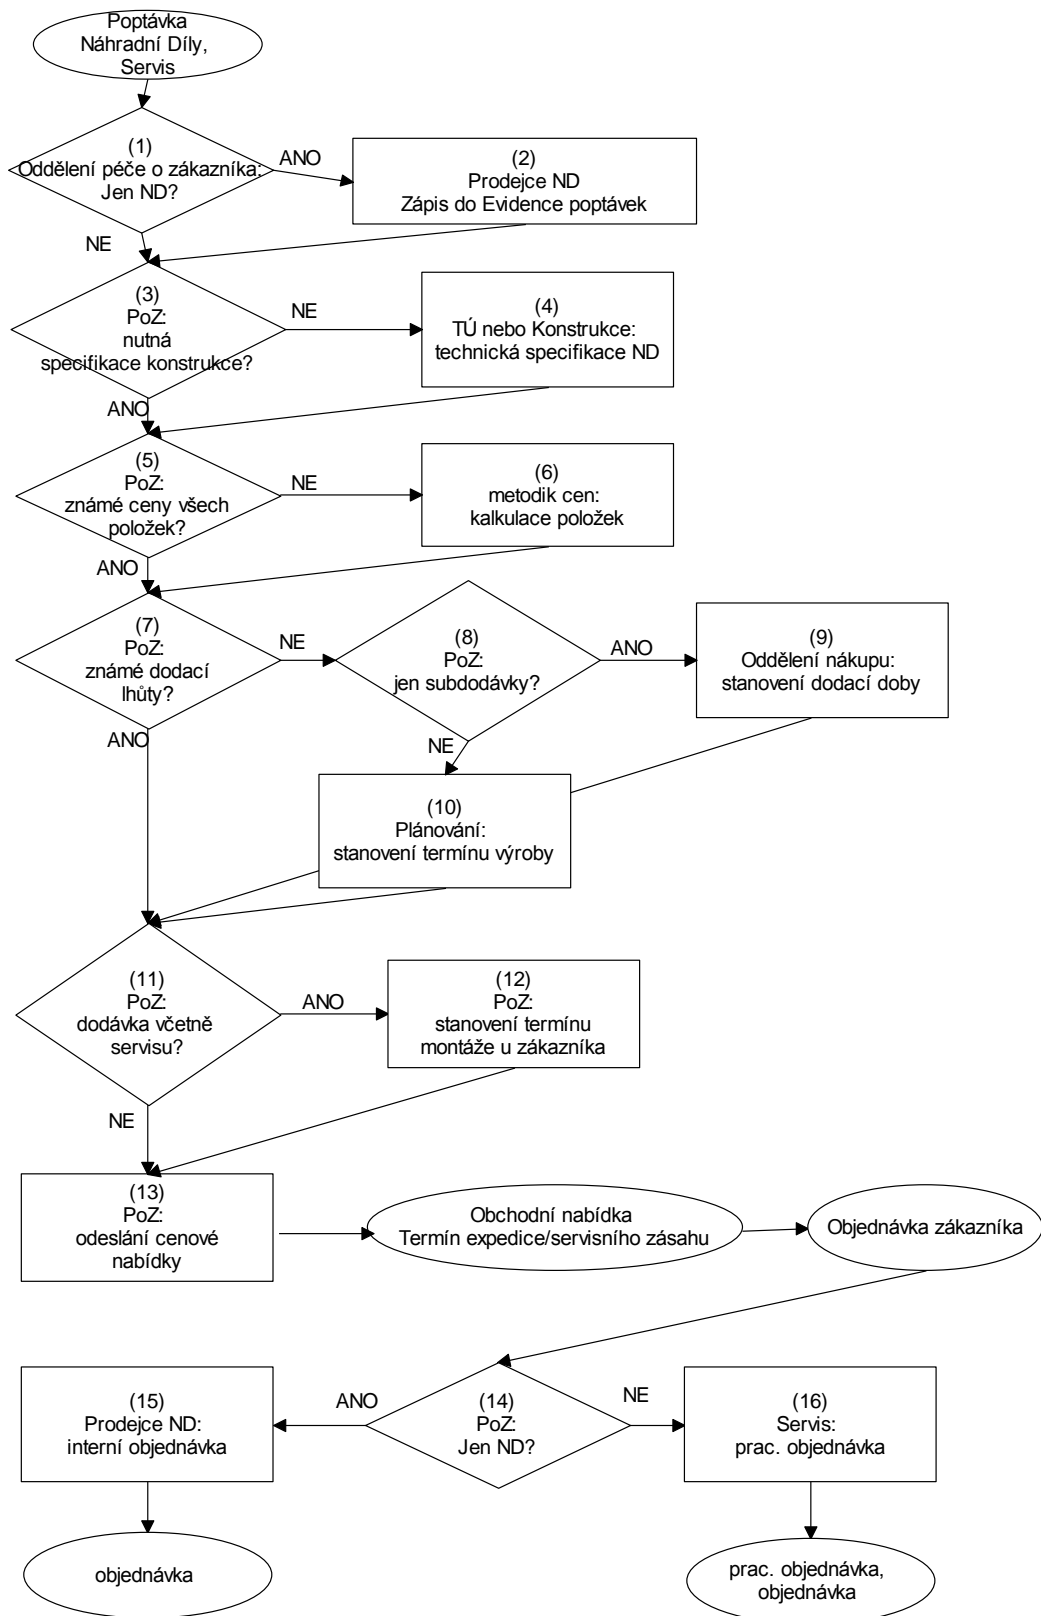 Poptávka
Náhradní Díly,
Servis
(1)
Oddělení péče o zákazníka:
Jen ND?
ANO
(2)
Prodejce ND
Zápis do Evidence poptávek
NE
(3)
PoZ:
nutná
specifikace konstrukce?
NE
(4)
TÚ nebo Konstrukce:
technická specifikace ND
ANO
(5)
PoZ:
známé ceny všech
položek?
NE
(6)
metodik cen:
kalkulace položek
ANO
(7)
PoZ:
známé dodací
lhůty?
NE
(8)
PoZ:
jen subdodávky?
ANO
(9)
Oddělení nákupu:
stanovení dodací doby
ANO
NE
(10)
Plánování:
stanovení termínu výroby
(11)
PoZ:
dodávka včetně
servisu?
ANO
(12)
PoZ:
stanovení termínu
montáže u zákazníka
NE
(13)
PoZ:
odeslání cenové
nabídky
Obchodní nabídka
Termín expedice/servisního zásahu
Objednávka zákazníka
(15)
Prodejce ND:
interní objednávka
ANO
(14)
PoZ:
Jen ND?
NE
(16)
Servis:
prac. objednávka
objednávka
prac. objednávka,
objednávka